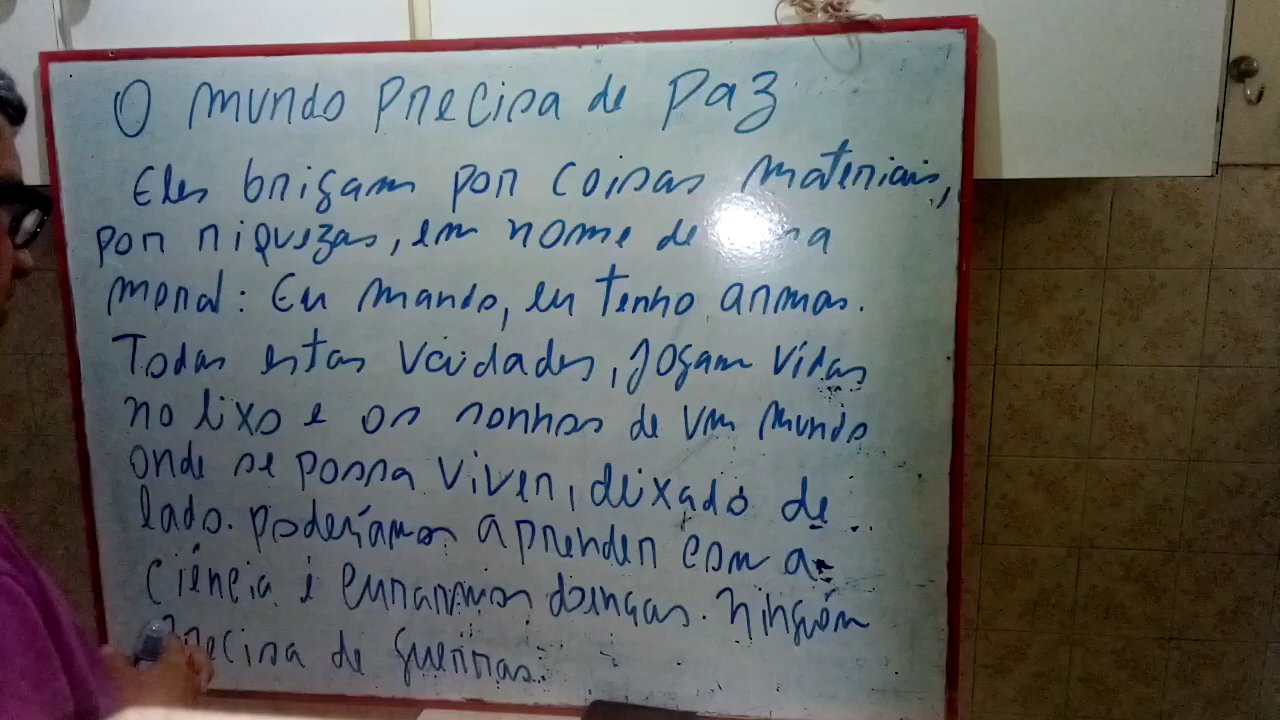 O mundo precisa de paz
Eles brigam por coisas materiais,
por riquezas, em nome de
moral: Eu mando, eu tenho armas.
Todas estas vaidades, jogam vidas
no lixo e os sonhos de um mundo
onde se possa viver, deixado de
lado. poderíamos aprender com a
ciência e curarmos doenças. Ninguém
precisa de guerras.